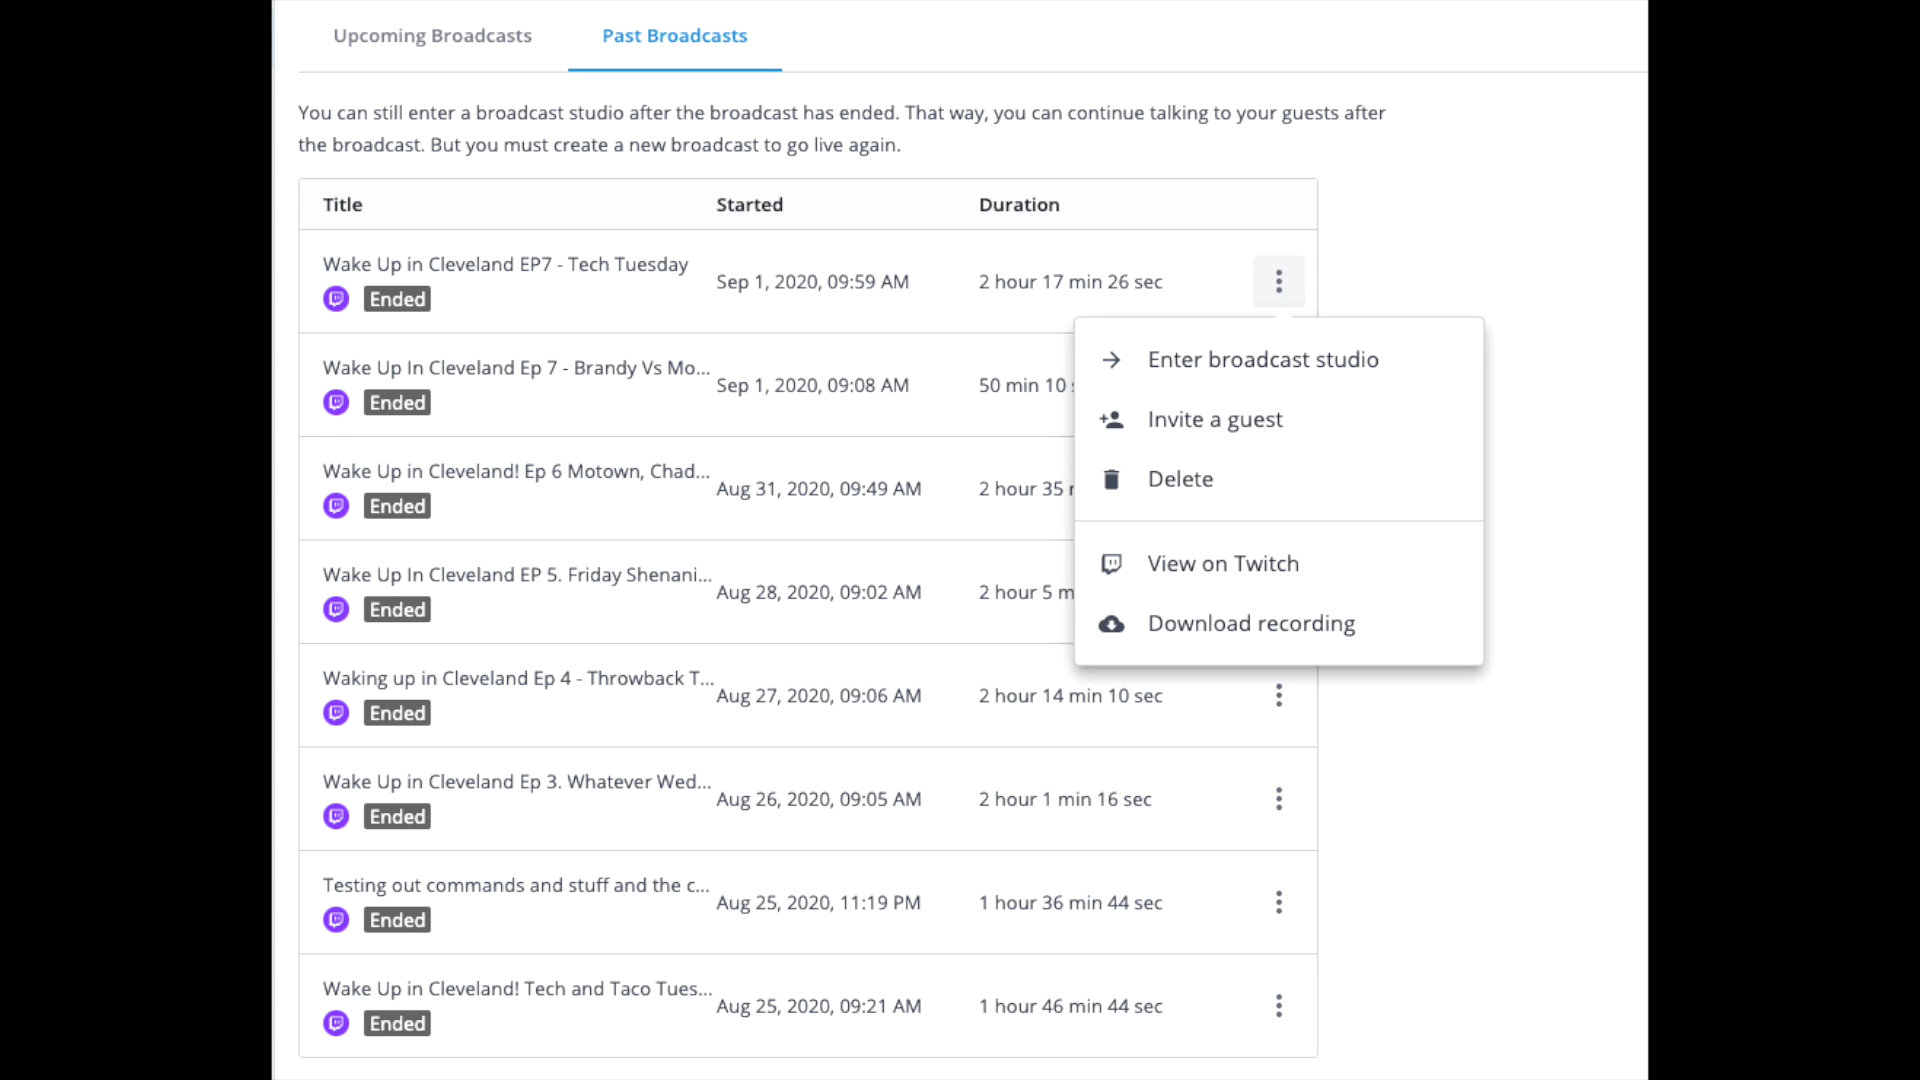 Upcoming Broadcasts Past Broadcasts
You can still enter a broadcast studio after the broadcast has ended. That way, you can continue talking to your guests after
the broadcast. But you must create a new broadcast to go live again.
Title Started Duration
Wake Up in Cleveland EP7 - Tech Tuesday
Sep 1, 2020, 09:59 AM 2 hour 17 min 26 sec
Ended
Wake Up In Cleveland Ep 7 - Brandy Vs Mo...
Sep 1, 2020, 09:08 AM 50 min 10
Ended
Wake Up in Cleveland! Ep 6 Motown, Chad...
Aug 31, 2020, 09:49 AM 2 hour 35
Ended
Wake Up In Cleveland EP 5. Friday Shenani...
Aug 28, 2020, 09:02 AM 2 hour 5 m
Ended
Waking up in Cleveland Ep 4 - Throwback T...
Aug 27, 2020, 09:06 AM 2 hour 14 min 10 sec
Ended
Wake Up in Cleveland Ep 3. Whatever Wed...
Aug 26, 2020, 09:05 AM 2 hour 1 min 16 sec
Ended
Testing out commands and stuff and the c...
Aug 25, 2020, 11:19 PM 1 hour 36 min 44 sec
Ended
Wake Up in Cleveland! Tech and Taco Tues...
Aug 25, 2020, 09:21 AM 1 hour 46 min 44 sec
Ended
Enter broadcast studio
Invite a guest
Delete
View on Twitch
Download recording